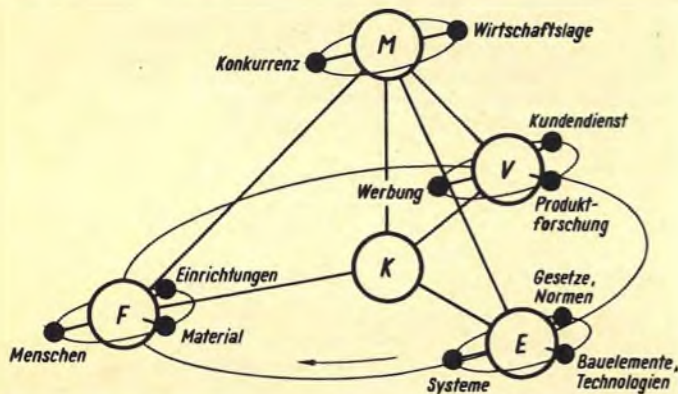 M
Wirtschaftslage
Konkurrenz
Kundendienst
V
Werbung
Produkt-
forschung
K
Einrichtungen
Gesetze,
Normen
F
Material
E
Menschen
Systeme
Bauelemente,
Technologien